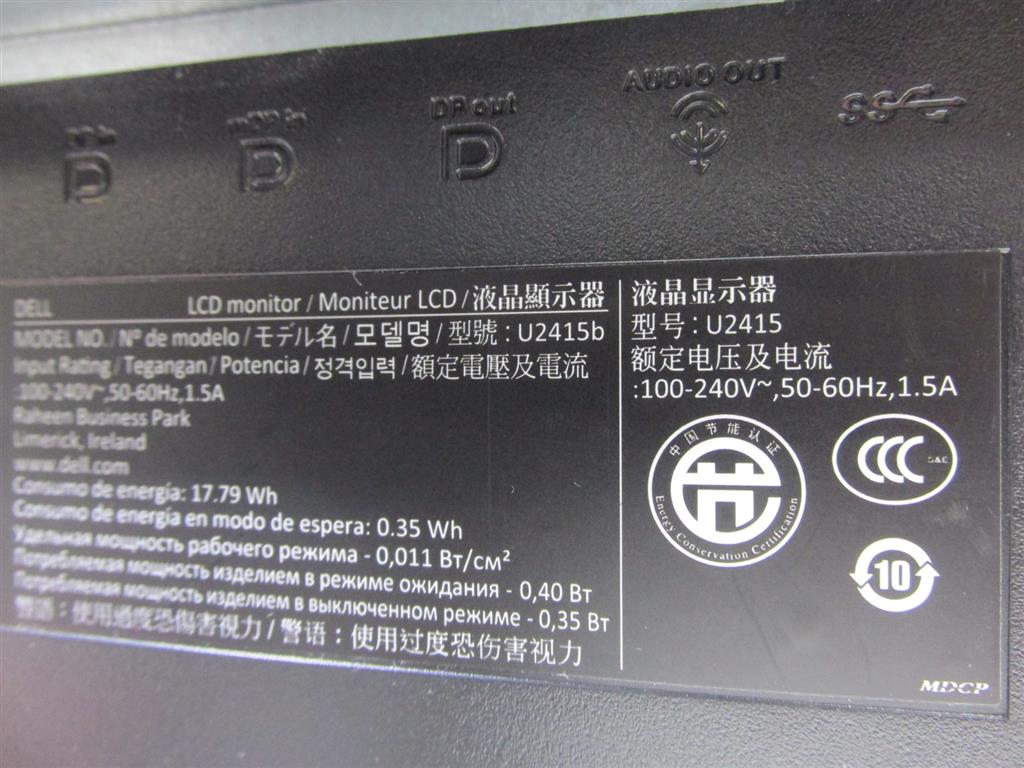 DP in
mDP in
DP out
AUDIO OUT
SS
DELL LCD monitor / Moniteur LCD / 液晶顯示器
MODEL NO. / Nº de modelo / モデル名 / 모델명 / 型號 : U2415b
Input Rating / Tegangan / Potencia / 정격입력 / 額定電壓及電流
:100-240V~,50-60Hz,1.5A
Raheen Business Park
Limerick, Ireland
www.dell.com
Consumo de energía: 17.79 Wh
Consumo de energía en modo de espera: 0.35 Wh
Удельная мощность рабочего режима - 0,011 Вт/см²
Потребляемая мощность изделием в режиме ожидания - 0,40 Вт
Потребляемая мощность изделием в выключенном режиме - 0,35 Вт
警語 : 使用過度恐傷害視力 / 警语 : 使用过度恐伤害视力
液晶显示器
型号 : U2415
额定电压及电流
:100-240V~,50-60Hz,1.5A
中国节能认证
Energy Conservation Certification
CCC S&E
10
MDCP